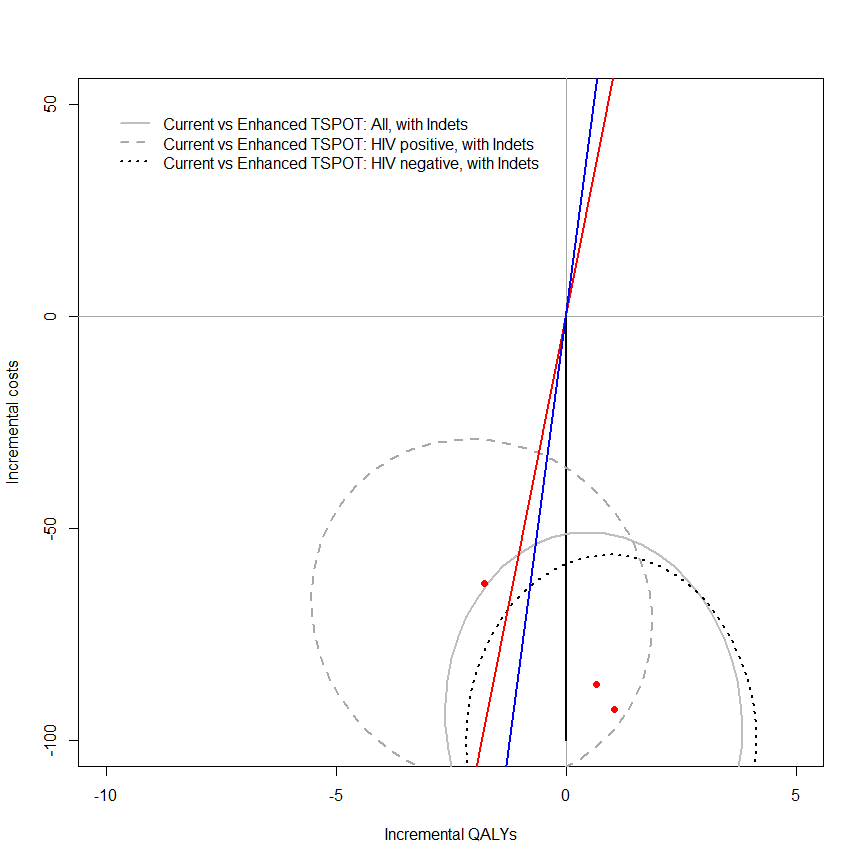 50
Current vs Enhanced TSPOT: All, with Indets
Current vs Enhanced TSPOT: HIV positive, with Indets
Current vs Enhanced TSPOT: HIV negative, with Indets
0
Incremental costs
-50
-100
-10 -5 0 5
Incremental QALYs